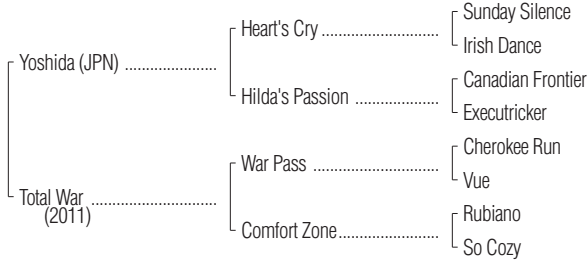 Sunday Silence
Heart's Cry ........................
Irish Dance
Yoshida (JPN) ...................
Canadian Frontier
Hilda's Passion .................
Executricker
Cherokee Run
War Pass .........................
Vue
Total War ..........................
(2011)
Rubiano
Comfort Zone....................
So Cozy